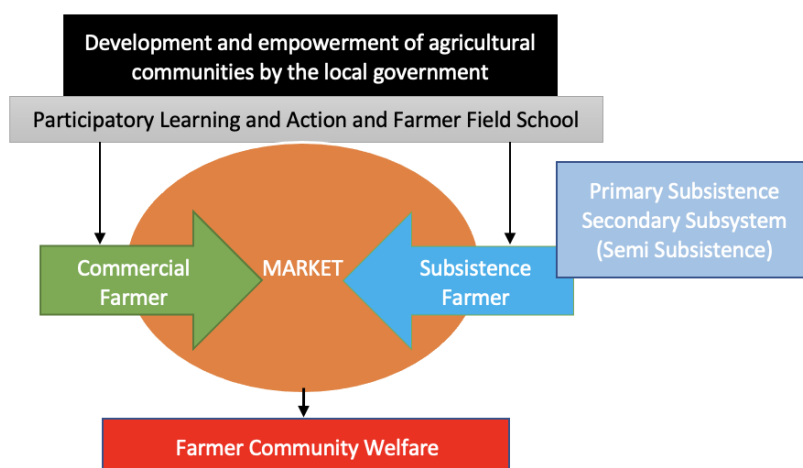 Development and empowerment of agricultural
communities by the local government
Participatory Learning and Action and Farmer Field School
Primary Subsistence
Secondary Subsystem
(Semi Subsistence)
Commercial
Farmer
MARKET
Subsistence
Farmer
Farmer Community Welfare